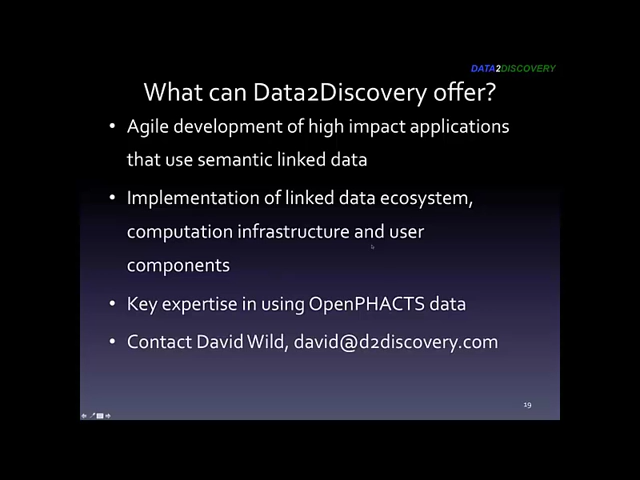 DATA2DISCOVERY
What can Data2Discovery offer?
• Agile development of high impact applications
that use semantic linked data
• Implementation of linked data ecosystem,
computation infrastructure and user
components
• Key expertise in using OpenPHACTS data
• Contact David Wild, david@d2discovery.com
19